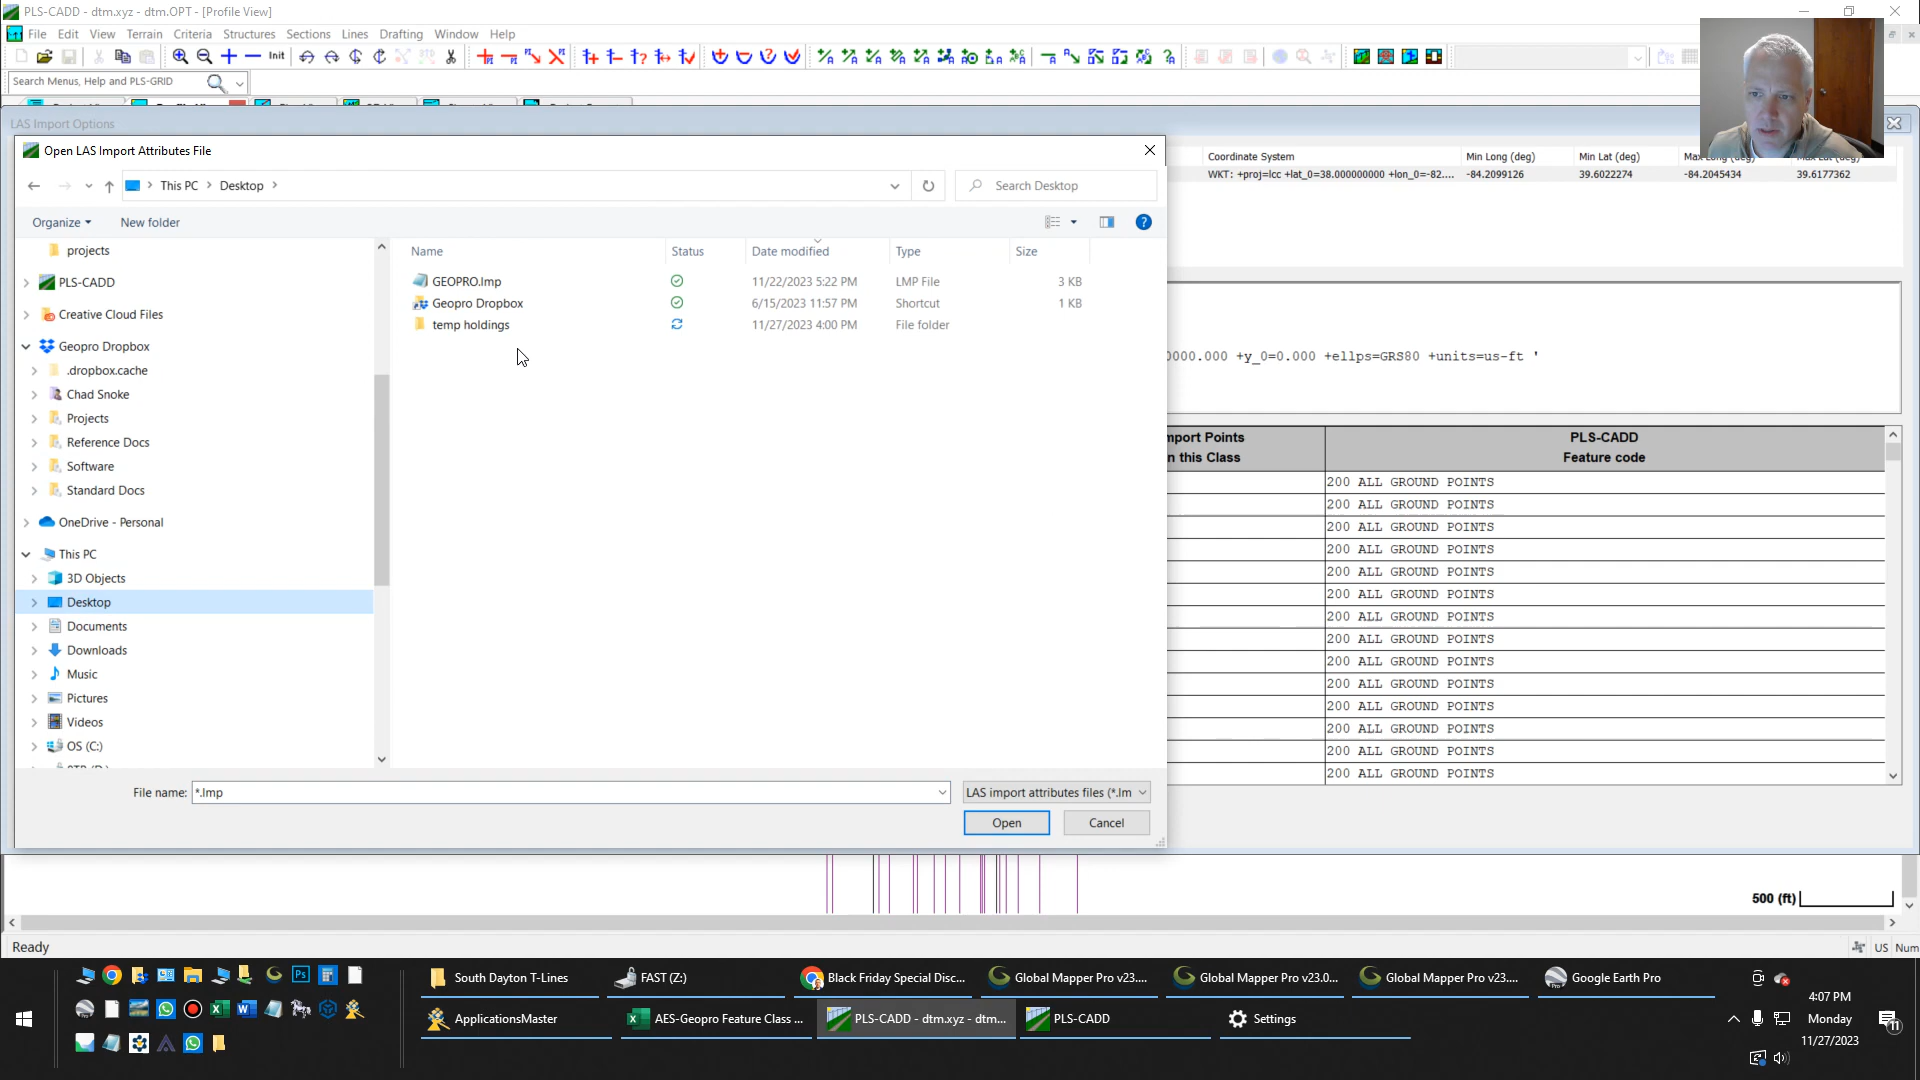 PLS-CADD - dtm.xyz - dtm.OPT - [Profile View]
File Edit View Terrain Criteria Structures Sections Lines Drafting Window Help
Init
Search Menus, Help and PLS-GRID
LAS Import Options
Open LAS Import Attributes File
This PC Desktop
Search Desktop
Organize New folder
Name Status Date modified Type Size
GEOPRO.lmp 11/22/2023 5:22 PM LMP File 3 KB
Geopro Dropbox 6/15/2023 11:57 PM Shortcut 1 KB
temp holdings 11/27/2023 4:00 PM File folder
projects
PLS-CADD
Creative Cloud Files
Geopro Dropbox
.dropbox.cache
Chad Snoke
Projects
Reference Docs
Software
Standard Docs
OneDrive - Personal
This PC
3D Objects
Desktop
Documents
Downloads
Music
Pictures
Videos
OS (C:)
File name: *.lmp
LAS import attributes files (*.lm
Open Cancel
Coordinate System Min Long (deg) Min Lat (deg)
WKT: +proj=lcc +lat_0=38.000000000 +lon_0=-82.... -84.2099126 39.6022274 -84.2045434 39.6177362
0000.000 +y_0=0.000 +ellps=GRS80 +units=us-ft '
mport Points
n this Class
PLS-CADD
Feature code
200 ALL GROUND POINTS
200 ALL GROUND POINTS
200 ALL GROUND POINTS
200 ALL GROUND POINTS
200 ALL GROUND POINTS
200 ALL GROUND POINTS
200 ALL GROUND POINTS
200 ALL GROUND POINTS
200 ALL GROUND POINTS
200 ALL GROUND POINTS
200 ALL GROUND POINTS
200 ALL GROUND POINTS
200 ALL GROUND POINTS
200 ALL GROUND POINTS
500 (ft)
Ready
US Num
South Dayton T-Lines
FAST (Z:)
Black Friday Special Disc...
Global Mapper Pro v23....
Global Mapper Pro v23.0...
Global Mapper Pro v23....
Google Earth Pro
ApplicationsMaster
AES-Geopro Feature Class ...
PLS-CADD - dtm.xyz - dtm...
PLS-CADD
Settings
4:07 PM
Monday
11/27/2023
11